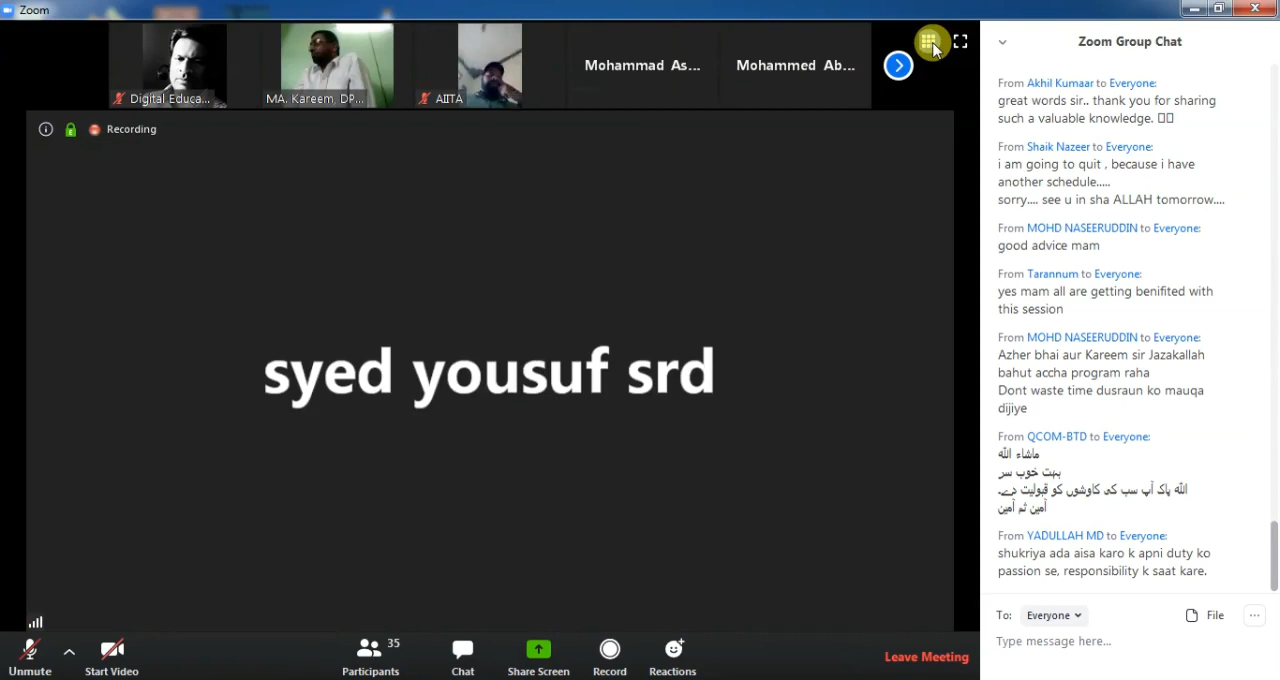 Zoom
Digital Educa...
MA. Kareem, DP...
AIITA
Mohammad As...
Mohammed Ab...
Recording
syed yousuf srd
Unmute
Start Video
Participants
35
Chat
Share Screen
Record
Reactions
Leave Meeting
Zoom Group Chat
From Akhil Kumaar to Everyone:
great words sir.. thank you for sharing
such a valuable knowledge. 
From Shaik Nazeer to Everyone:
i am going to quit , because i have
another schedule.....
sorry.... see u in sha ALLAH tomorrow....
From MOHD NASEERUDDIN to Everyone:
good advice mam
From Tarannum to Everyone:
yes mam all are getting benifited with
this session
From MOHD NASEERUDDIN to Everyone:
Azher bhai aur Kareem sir Jazakallah
bahut accha program raha
Dont waste time dusraun ko mauqa
dijiye
From QCOM-BTD to Everyone:
ماشاء اللہ
بہت خوب سر
اللہ پاک آپ سب کی کاوشوں کو قبولیت دے۔
آمین ثم آمین
From YADULLAH MD to Everyone:
shukriya ada aisa karo k apni duty ko
passion se, responsibility k saat kare.
To: Everyone
File
Type message here...